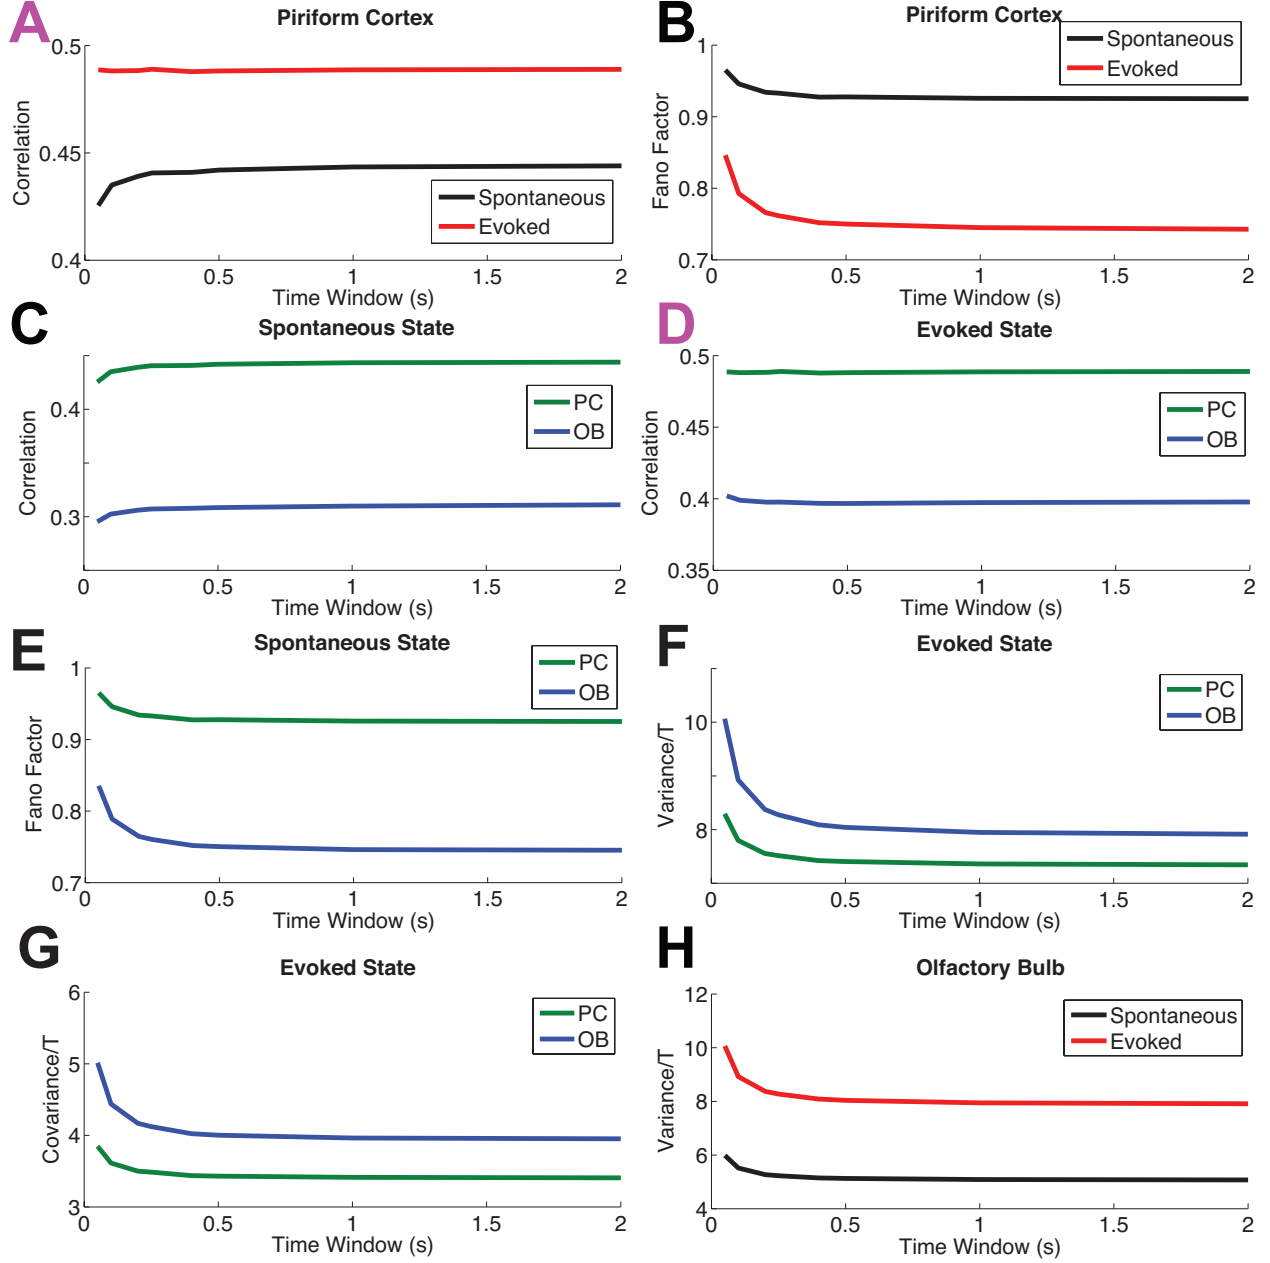 A
Piriform Cortex
0.5
0.45
0.4
Correlation
Spontaneous
Evoked
0 0.5 1 1.5 2
Time Window (s)
B
Piriform Cortex
1
0.9
0.8
0.7
Fano Factor
Spontaneous
Evoked
0 0.5 1 1.5 2
Time Window (s)
C
Spontaneous State
0.4
0.3
Correlation
PC
OB
0 0.5 1 1.5 2
Time Window (s)
D
Evoked State
0.5
0.45
0.4
0.35
Correlation
PC
OB
0 0.5 1 1.5 2
Time Window (s)
E
Spontaneous State
1
0.9
0.8
0.7
Fano Factor
PC
OB
0 0.5 1 1.5 2
Time Window (s)
F
Evoked State
10
8
Variance/T
PC
OB
0 0.5 1 1.5 2
Time Window (s)
G
Evoked State
6
5
4
3
Covariance/T
PC
OB
0 0.5 1 1.5 2
Time Window (s)
H
Olfactory Bulb
12
10
8
6
4
Variance/T
Spontaneous
Evoked
0 0.5 1 1.5 2
Time Window (s)